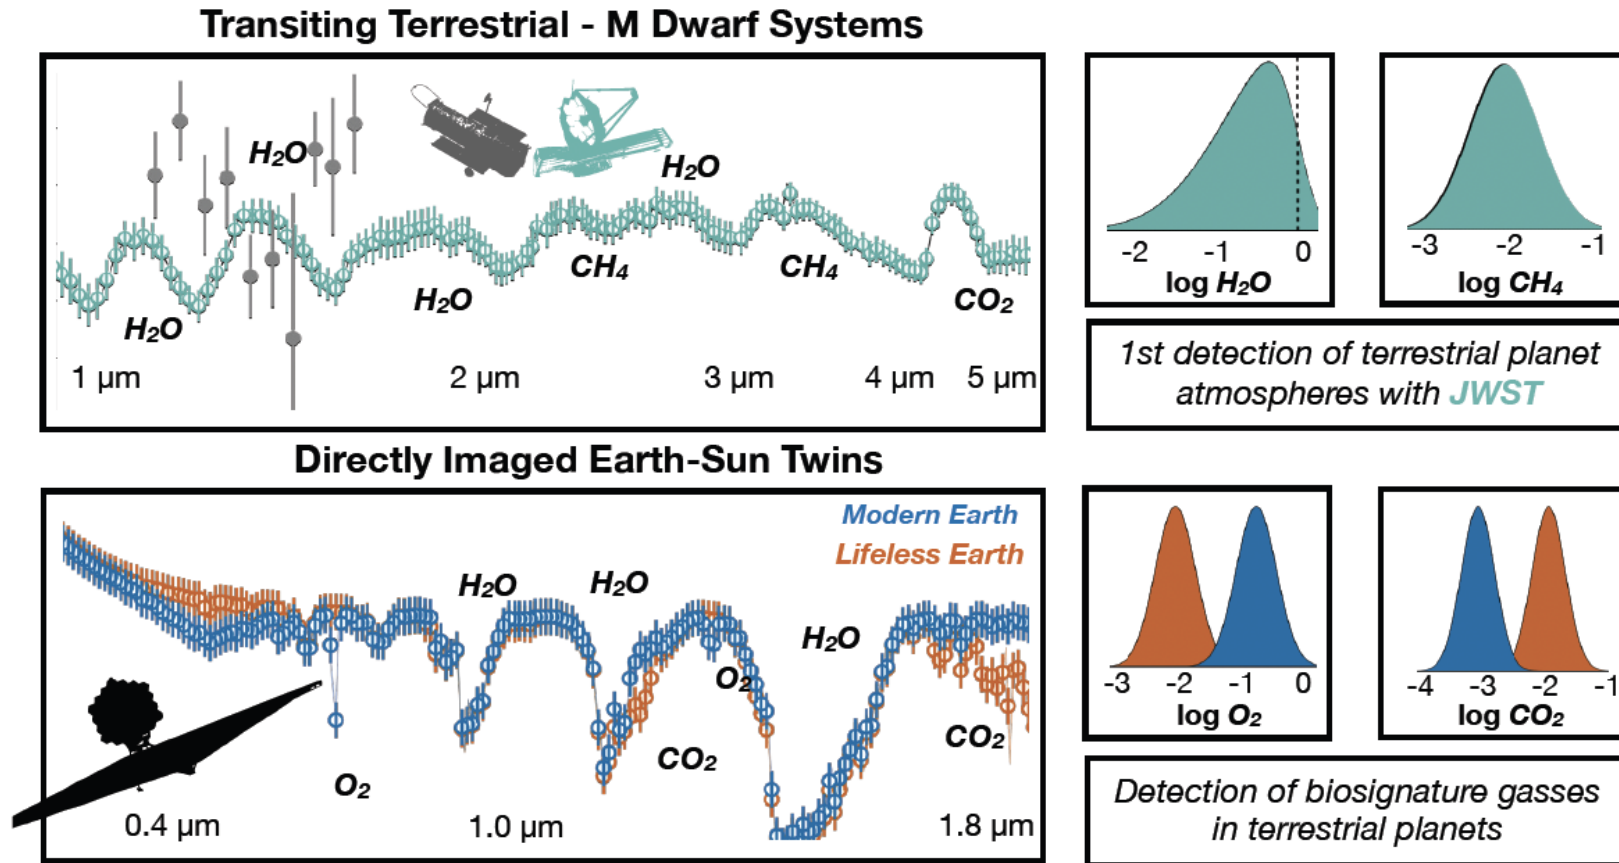 Transiting Terrestrial - M Dwarf Systems
H₂O
H₂O
H₂O
H₂O
CH₄
CH₄
CO₂
1 μm
2 μm
3 μm
4 μm
5 μm
-2
-1
0
log H₂O
-3
-2
-1
log CH₄
1st detection of terrestrial planet
atmospheres with JWST
Directly Imaged Earth-Sun Twins
Modern Earth
Lifeless Earth
H₂O
H₂O
H₂O
O₂
CO₂
CO₂
O₂
0.4 μm
1.0 μm
1.8 μm
-3
-2
-1
0
log O₂
-4
-3
-2
-1
log CO₂
Detection of biosignature gasses
in terrestrial planets